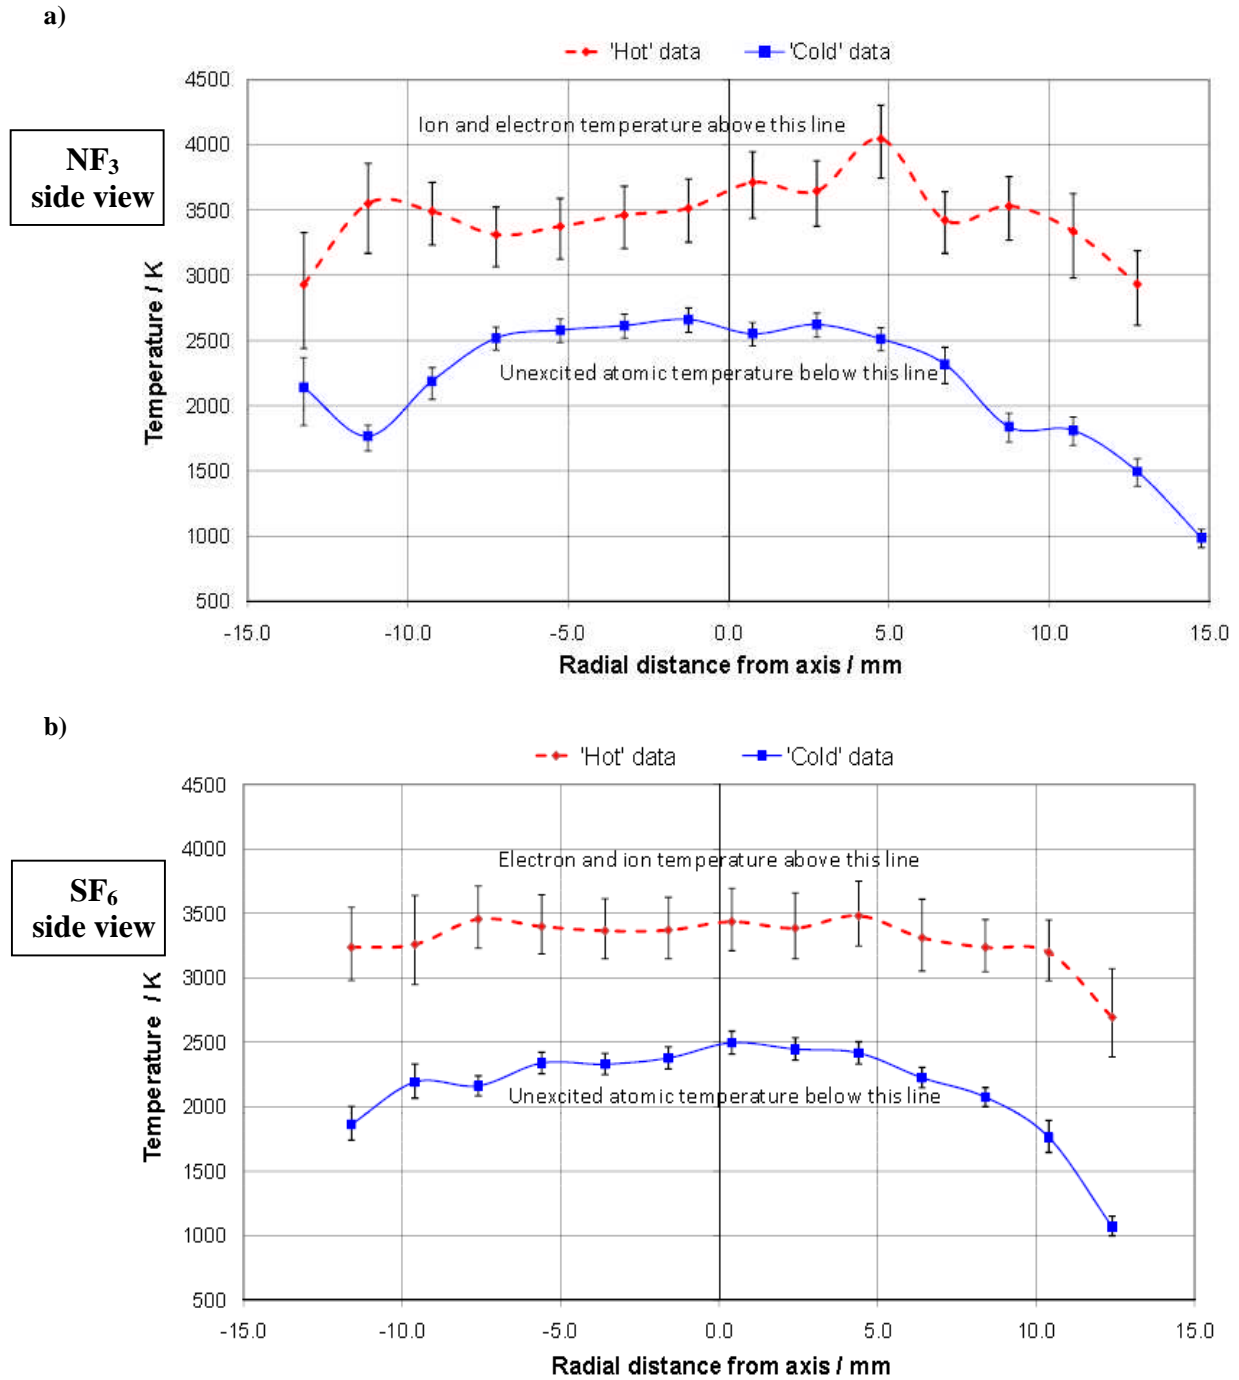 a)
'Hot' data 'Cold' data
NF₃
side view
Temperature / K
4500
4000
3500
3000
2500
2000
1500
1000
500
Ion and electron temperature above this line
Unexcited atomic temperature below this line
-15.0 -10.0 -5.0 0.0 5.0 10.0 15.0
Radial distance from axis / mm
b)
'Hot' data 'Cold' data
SF₆
side view
Temperature / K
4500
4000
3500
3000
2500
2000
1500
1000
500
Electron and ion temperature above this line
Unexcited atomic temperature below this line
-15.0 -10.0 -5.0 0.0 5.0 10.0 15.0
Radial distance from axis / mm